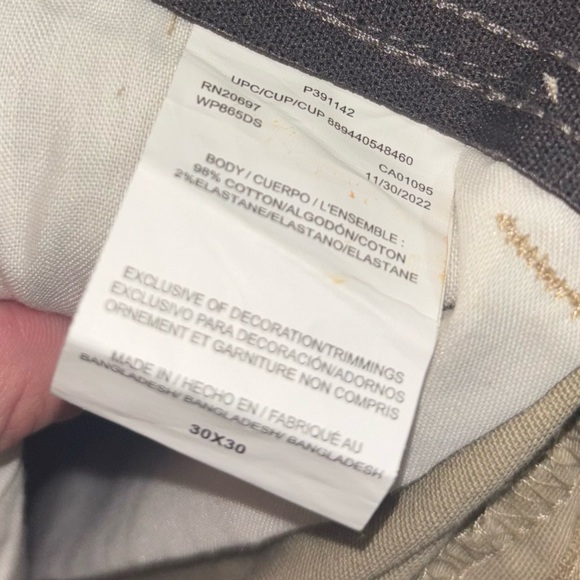 P391142
UPC/CUP/CUP 889440548460
RN20697
CA01095
WP865DS
11/30/2022
BODY / CUERPO / L'ENSEMBLE :
98% COTTON/ALGODÓN/COTON
2%ELASTANE/ELASTANO/ELASTANE
EXCLUSIVE OF DECORATION/TRIMMINGS
EXCLUSIVO PARA DECORACIÓN/ADORNOS
ORNEMENT ET GARNITURE NON COMPRIS
MADE IN / HECHO EN / FABRIQUÉ AU
BANGLADESH/ BANGLADESH/ BANGLADESH
30X30